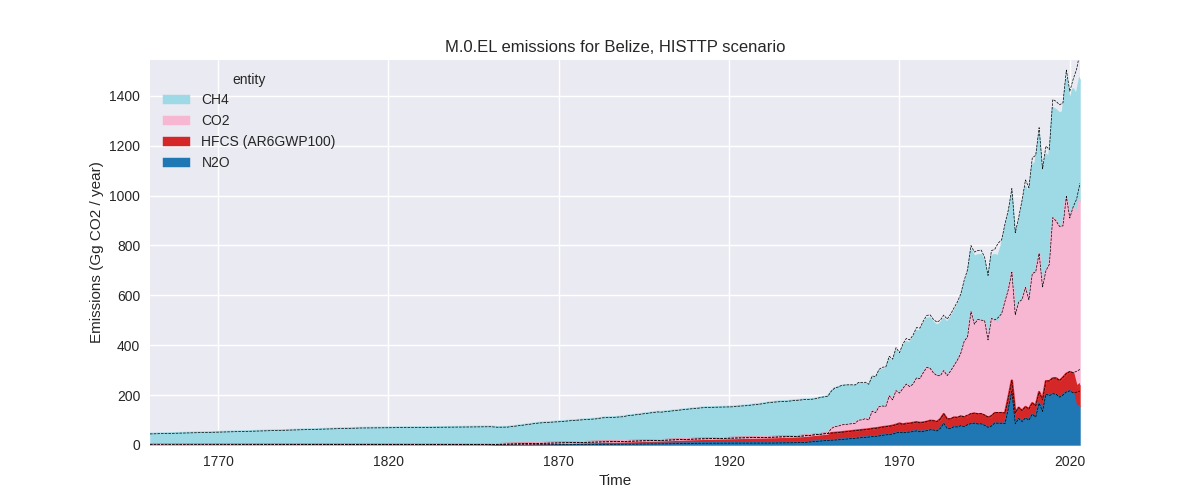 M.0.EL emissions for Belize, HISTTP scenario
Emissions (Gg CO2 / year)
entity
CH4
CO2
HFCS (AR6GWP100)
N2O
1400
1200
1000
800
600
400
200
0
1770
1820
1870
1920
1970
2020
Time